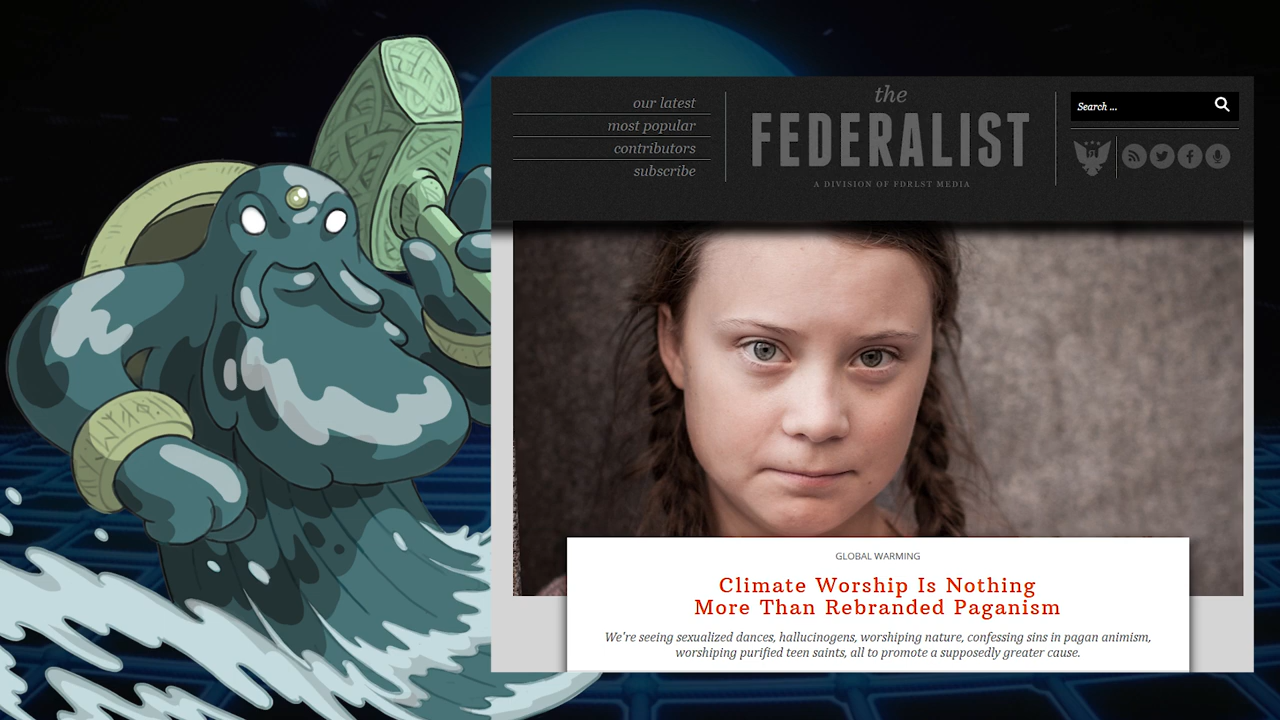 our latest
most popular
contributors
subscribe
the
FEDERALIST
A DIVISION OF FDRLST MEDIA
Search ...
GLOBAL WARMING
Climate Worship Is Nothing
More Than Rebranded Paganism
We're seeing sexualized dances, hallucinogens, worshiping nature, confessing sins in pagan animism,
worshiping purified teen saints, all to promote a supposedly greater cause.